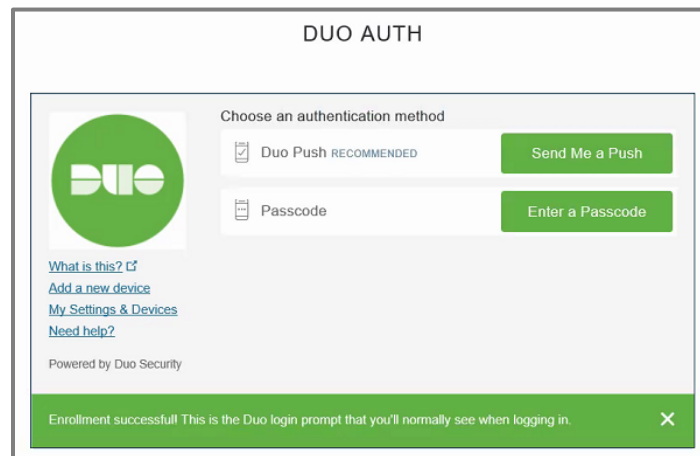 DUO AUTH
Choose an authentication method
Duo Push RECOMMENDED
Send Me a Push
DUO
Passcode
Enter a Passcode
What is this?
Add a new device
My Settings & Devices
Need help?
Powered by Duo Security
Enrollment successful! This is the Duo login prompt that you'll normally see when logging in.